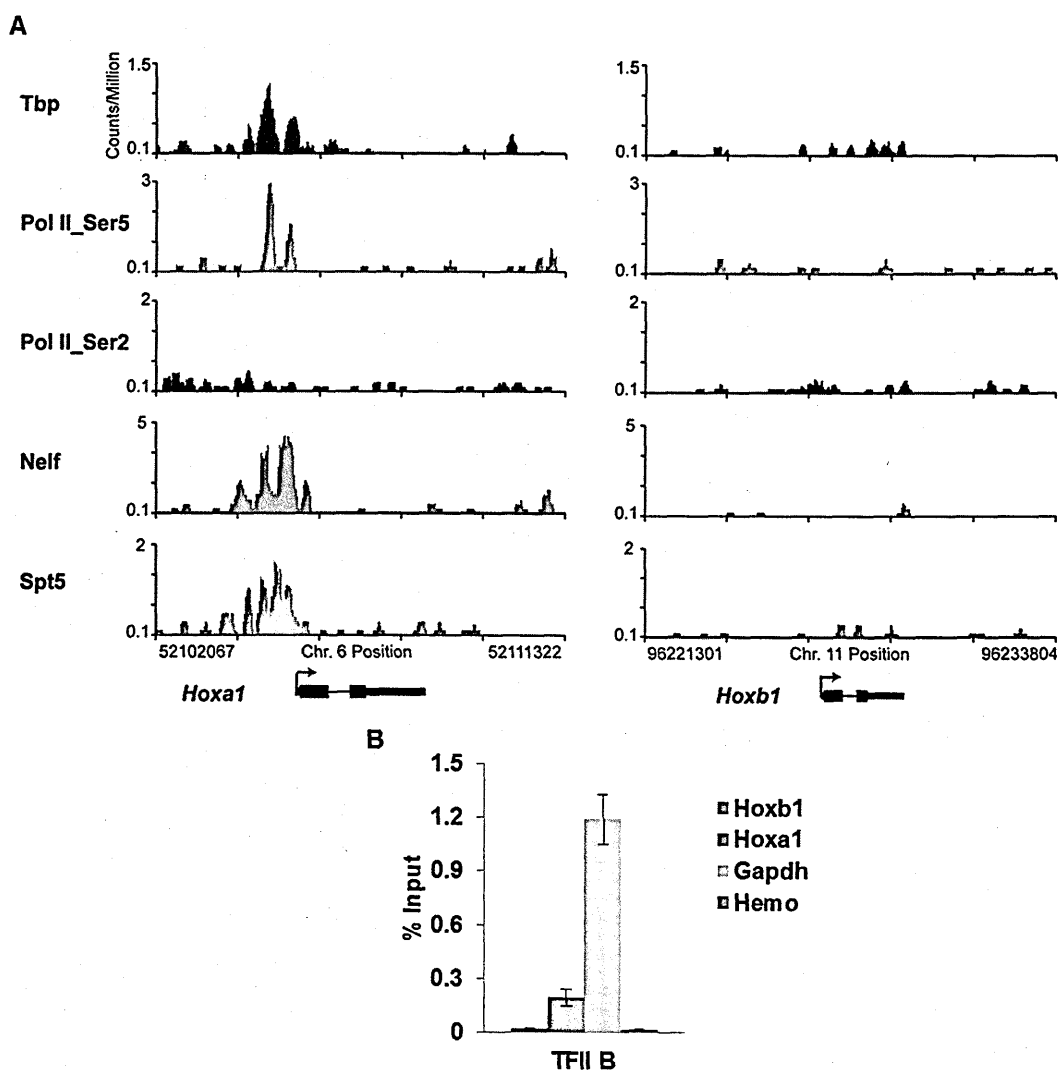 A
Counts/Million
Tbp
1.5
0.1
1.5
0.1
Pol II_Ser5
3
0.1
3
0.1
Pol II_Ser2
2
0.1
2
0.1
Nelf
5
0.1
5
0.1
Spt5
2
0.1
2
0.1
52102067 Chr. 6 Position 52111322
96221301 Chr. 11 Position 96233804
Hoxa1
Hoxb1
B
% Input
1.5
1.2
0.9
0.6
0.3
0
TFII B
Hoxb1
Hoxa1
Gapdh
Hemo